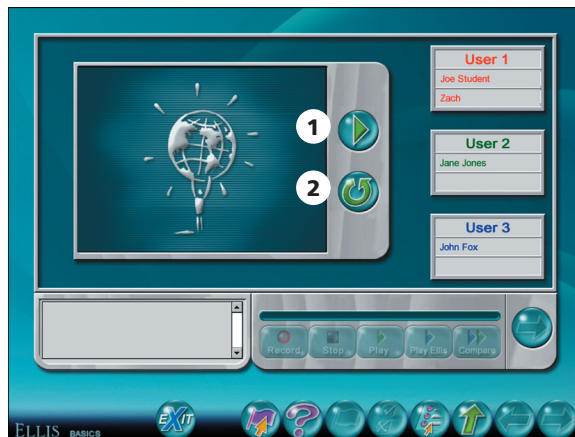 1
2
User 1
Joe Student
Zach
User 2
Jane Jones
User 3
John Fox
Record
Stop
Play
Play Ellis
Compare
EXIT
?
ELLIS BASICS